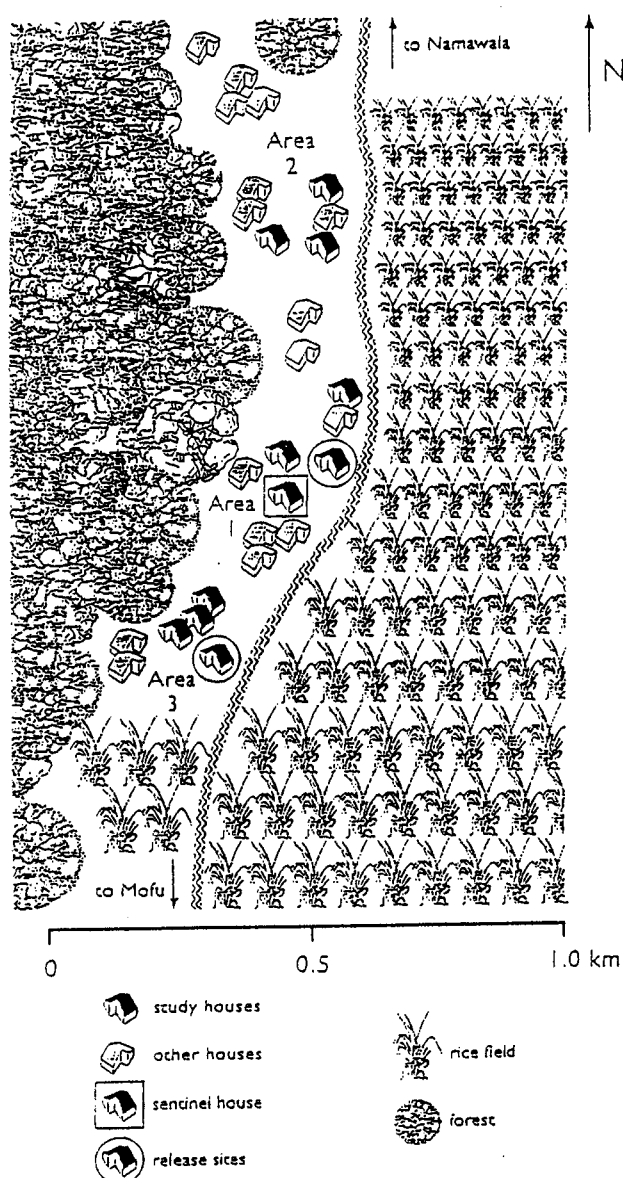 to Namawala
N
Area
2
Area
1
Area
3
to Mofu
0 0.5 1.0 km
study houses
other houses
sentinel house
release sites
rice field
forest